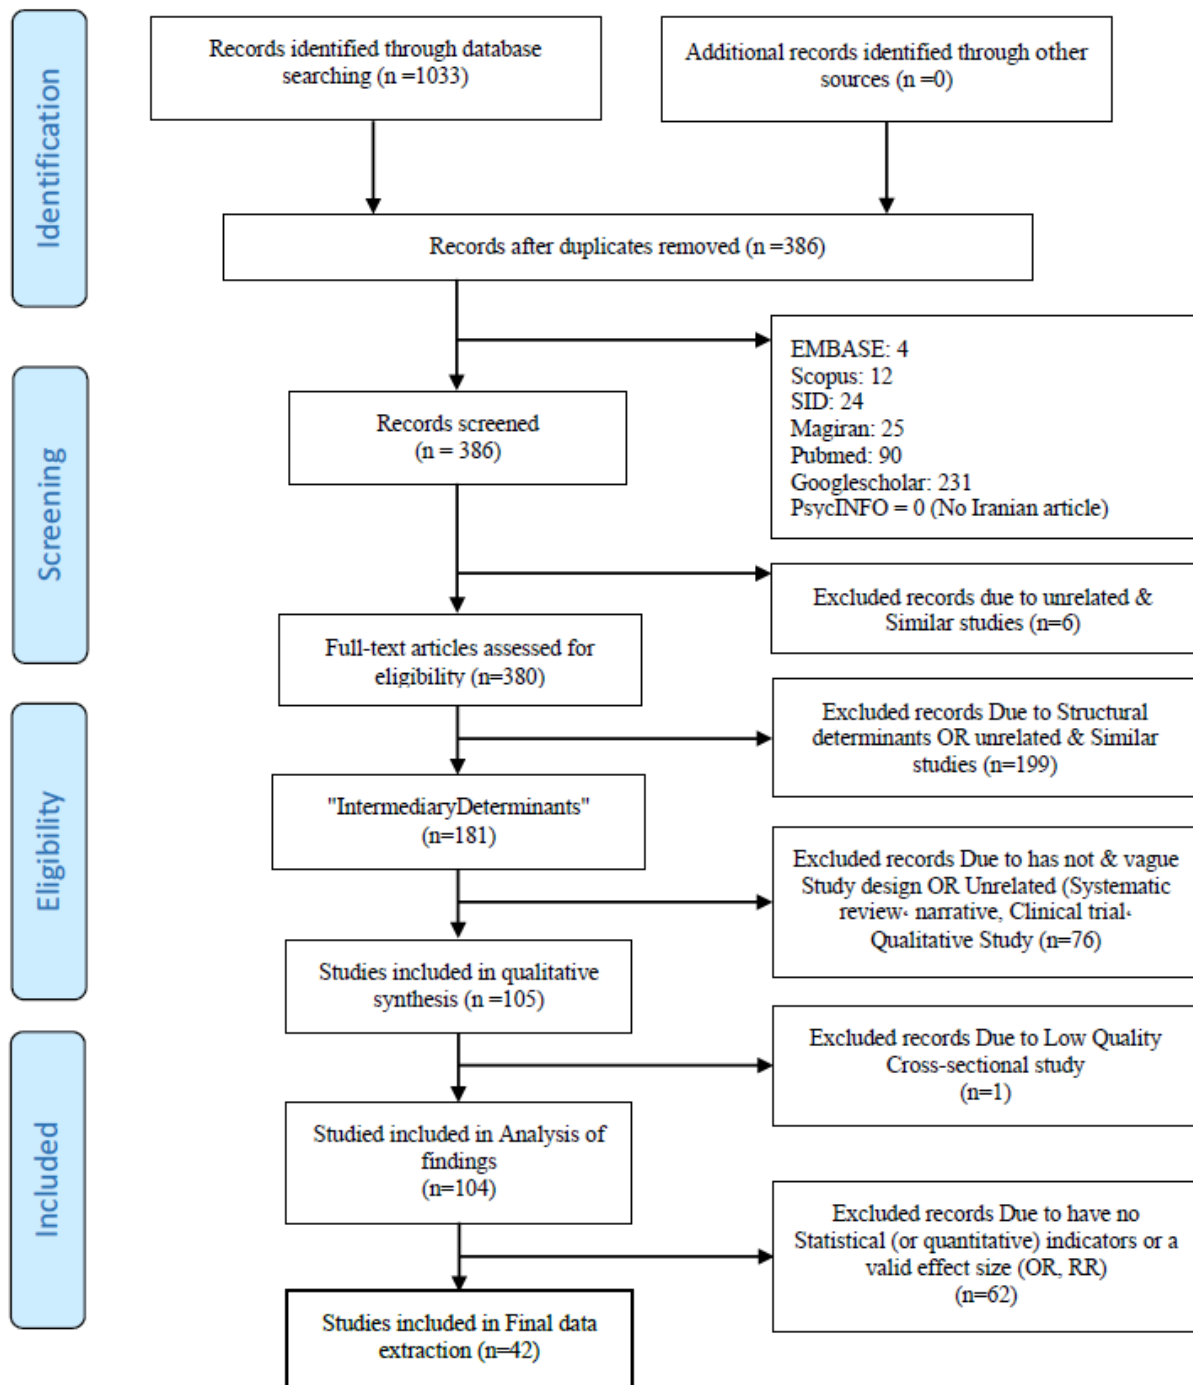 Identification
Records identified through database
searching (n =1033)
Additional records identified through other
sources (n =0)
Records after duplicates removed (n =386)
Screening
Records screened
(n = 386)
EMBASE: 4
Scopus: 12
SID: 24
Magiran: 25
Pubmed: 90
Googlescholar: 231
PsycINFO = 0 (No Iranian article)
Excluded records due to unrelated &
Similar studies (n=6)
Full-text articles assessed for
eligibility (n=380)
Eligibility
Excluded records Due to Structural
determinants OR unrelated & Similar
studies (n=199)
"IntermediaryDeterminants"
(n=181)
Excluded records Due to has not & vague
Study design OR Unrelated (Systematic
review، narrative, Clinical trial،
Qualitative Study (n=76)
Studies included in qualitative
synthesis (n =105)
Included
Excluded records Due to Low Quality
Cross-sectional study
(n=1)
Studied included in Analysis of
findings
(n=104)
Excluded records Due to have no
Statistical (or quantitative) indicators or a
valid effect size (OR, RR)
(n=62)
Studies included in Final data
extraction (n=42)